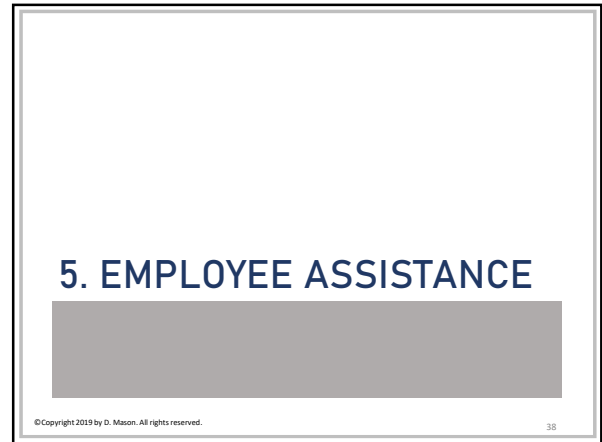 5. EMPLOYEE ASSISTANCE
©Copyright 2019 by D. Mason. All rights reserved.
38